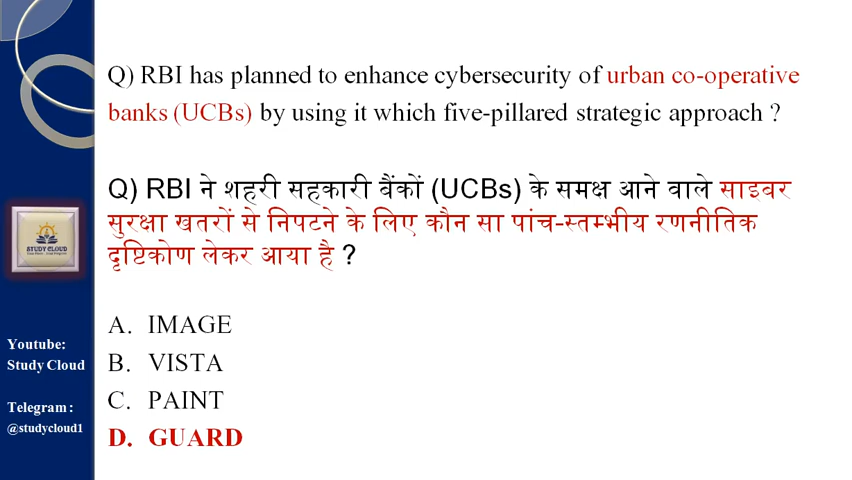 Q) RBI has planned to enhance cybersecurity of urban co-operative
banks (UCBs) by using it which five-pillared strategic approach ?
Q) RBI ने शहरी सहकारी बैंकों (UCBs) के समक्ष आने वाले साइबर
सुरक्षा खतरों से निपटने के लिए कौन सा पांच-स्तम्भीय रणनीतिक
दृष्टिकोण लेकर आया है ?
STUDY CLOUD
A. IMAGE
B. VISTA
C. PAINT
D. GUARD
Youtube:
Study Cloud
Telegram :
@studycloud1